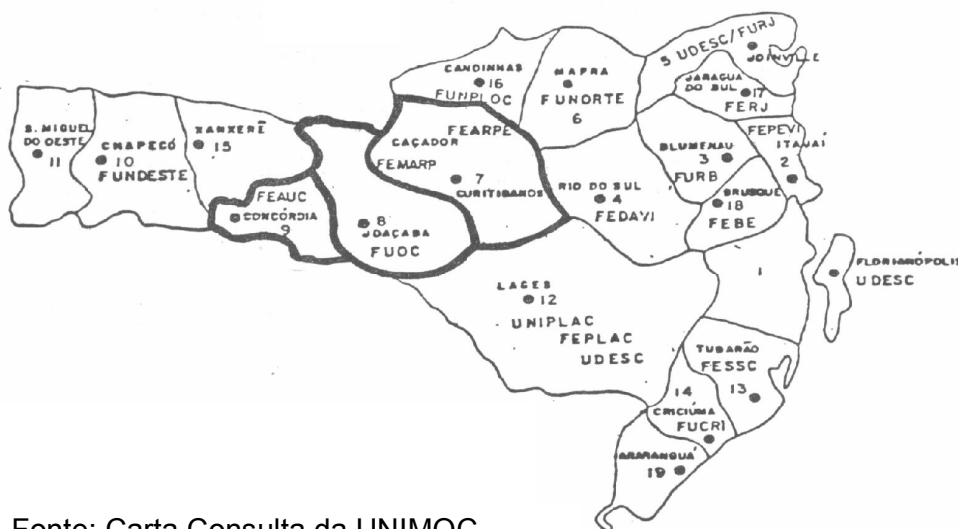 5 UDESC/FURJ
JOINVILLE
CANOINHAS
16
FUNPLOC
MAFRA
FUNORTE
6
JARAGUA
DO SUL
17
FERJ
S. MIGUEL
DO OESTE
11
CHAPECÓ
10
FUNDESTE
XANXERÊ
15
FEARPE
CAÇADOR
FEMARP
7
CURITIBANOS
BLUMENAU
3
FURB
FEPEVI
ITAJAÍ
2
BRUSQUE
18
FEBE
RIO DO SUL
4
FEDAVI
FEAUC
CONCÓRDIA
9
8
JOAÇABA
FUOC
1
FLORIANÓPOLIS
UDESC
LAGES
12
UNIPLAC
FEPLAC
UDESC
TUBARÃO
FESSC
13
14
CRICIÚMA
FUCRI
ARARANGUA
19
Fonte: Carta Consulta da UNIMOC